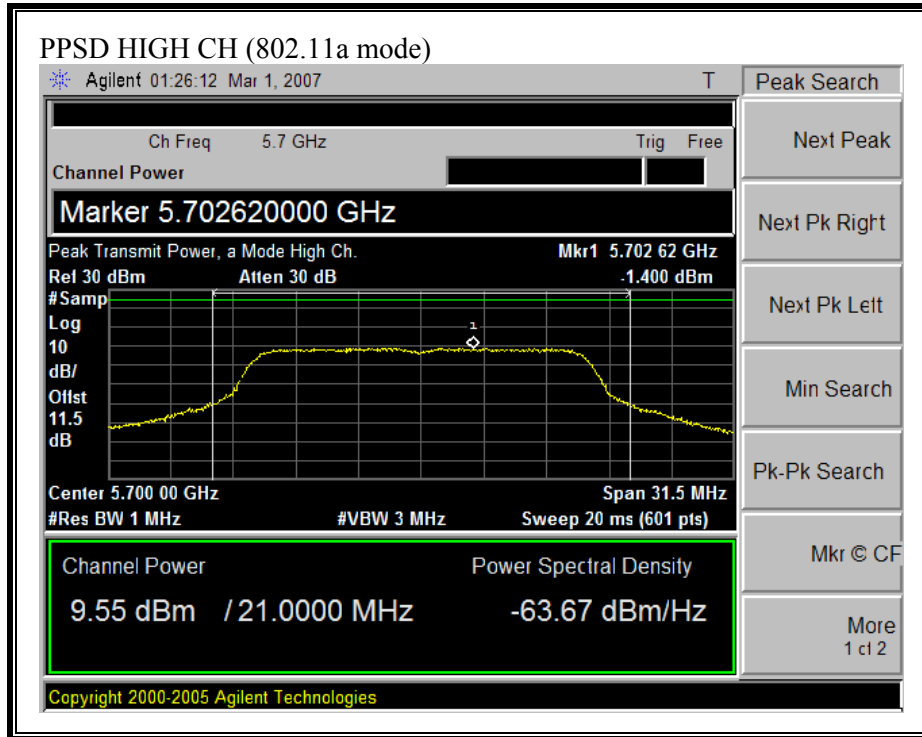 PPSD HIGH CH (802.11a mode)
Agilent 01:26:12 Mar 1, 2007 T
Peak Search
Ch Freq 5.7 GHz Trig Free
Channel Power
Marker 5.702620000 GHz
Peak Transmit Power, a Mode High Ch. Mkr1 5.702 62 GHz
Ref 30 dBm Atten 30 dB -1.400 dBm
#Samp
Log
10
dB/
Offst
11.5
dB
1
Center 5.700 00 GHz Span 31.5 MHz
#Res BW 1 MHz #VBW 3 MHz Sweep 20 ms (601 pts)
Channel Power Power Spectral Density
9.55 dBm / 21.0000 MHz -63.67 dBm/Hz
Copyright 2000-2005 Agilent Technologies
Next Peak
Next Pk Right
Next Pk Left
Min Search
Pk-Pk Search
Mkr © CF
More
1 of 2